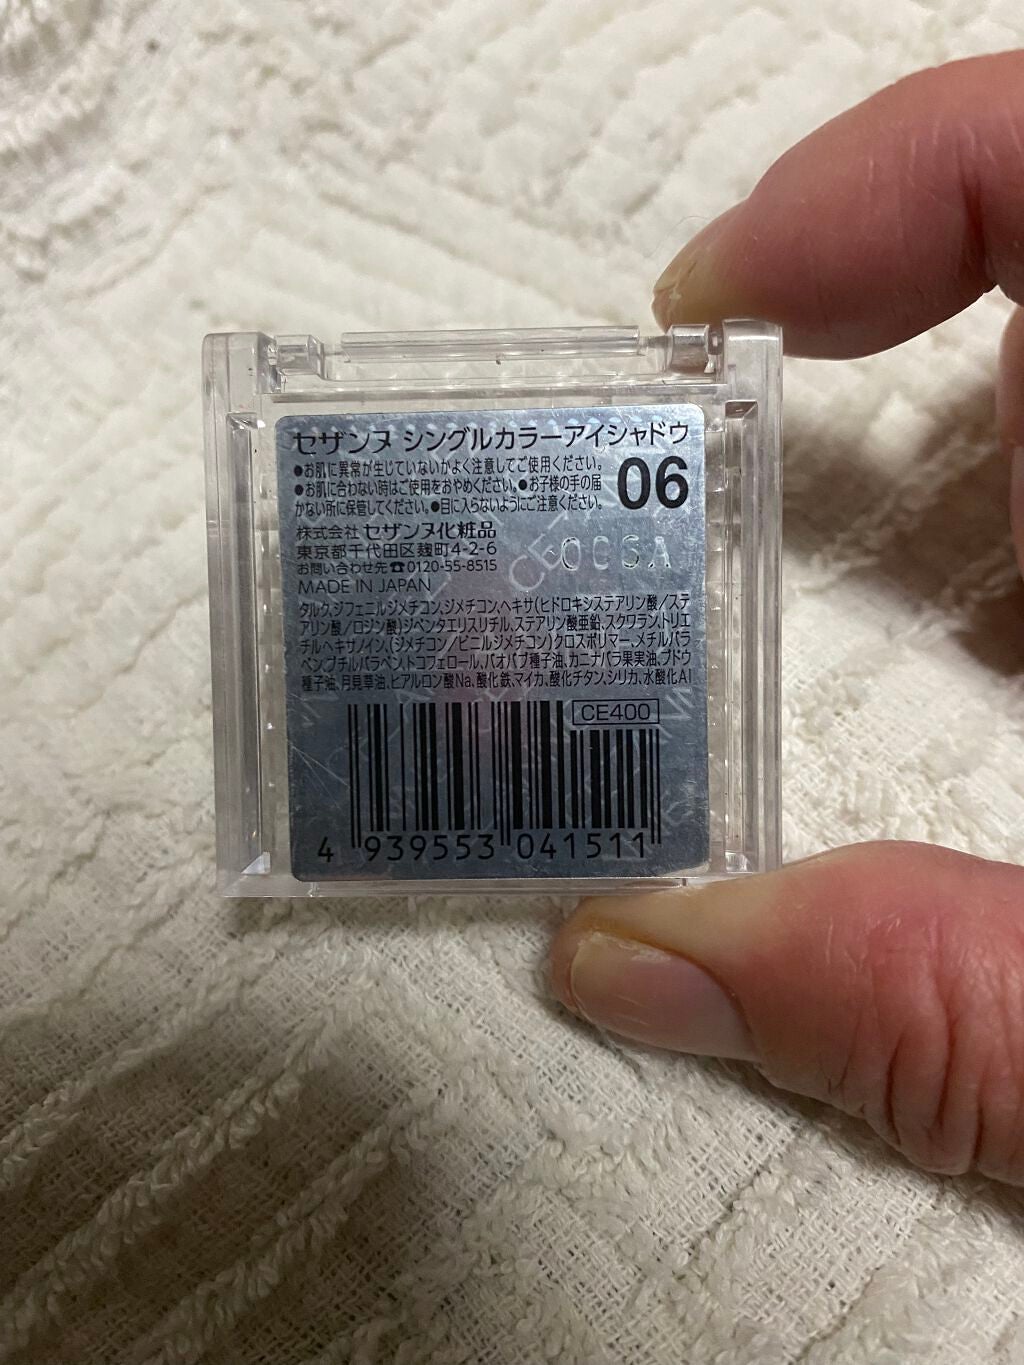 セザンヌ シングルカラーアイシャドウ
●お肌に異常が生じていないかよく注意してご使用ください。
●お肌に合わない時はご使用をおやめください。●お子様の手の届
かない所に保管してください。●目に入らないようにご注意ください。
06
株式会社 セザンヌ化粧品
東京都千代田区麹町4-2-6
お問い合わせ先☎0120-55-8515
MADE IN JAPAN
タルク、ジフェニルジメチコン、ジメチコン、ヘキサ(ヒドロキシステアリン酸/ステ
アリン酸/ロジン酸)ジペンタエリスリチル、ステアリン酸亜鉛、スクワラン、トリエ
チルヘキサノイン、(ジメチコン/ビニルジメチコン)クロスポリマー、メチルパラ
ベン、ブチルパラベン、トコフェロール、バオバブ種子油、カニナバラ果実油、ブドウ
種子油、月見草油、ヒアルロン酸Na、酸化鉄、マイカ、酸化チタン、シリカ、水酸化Al
CE400
4 939553 041511